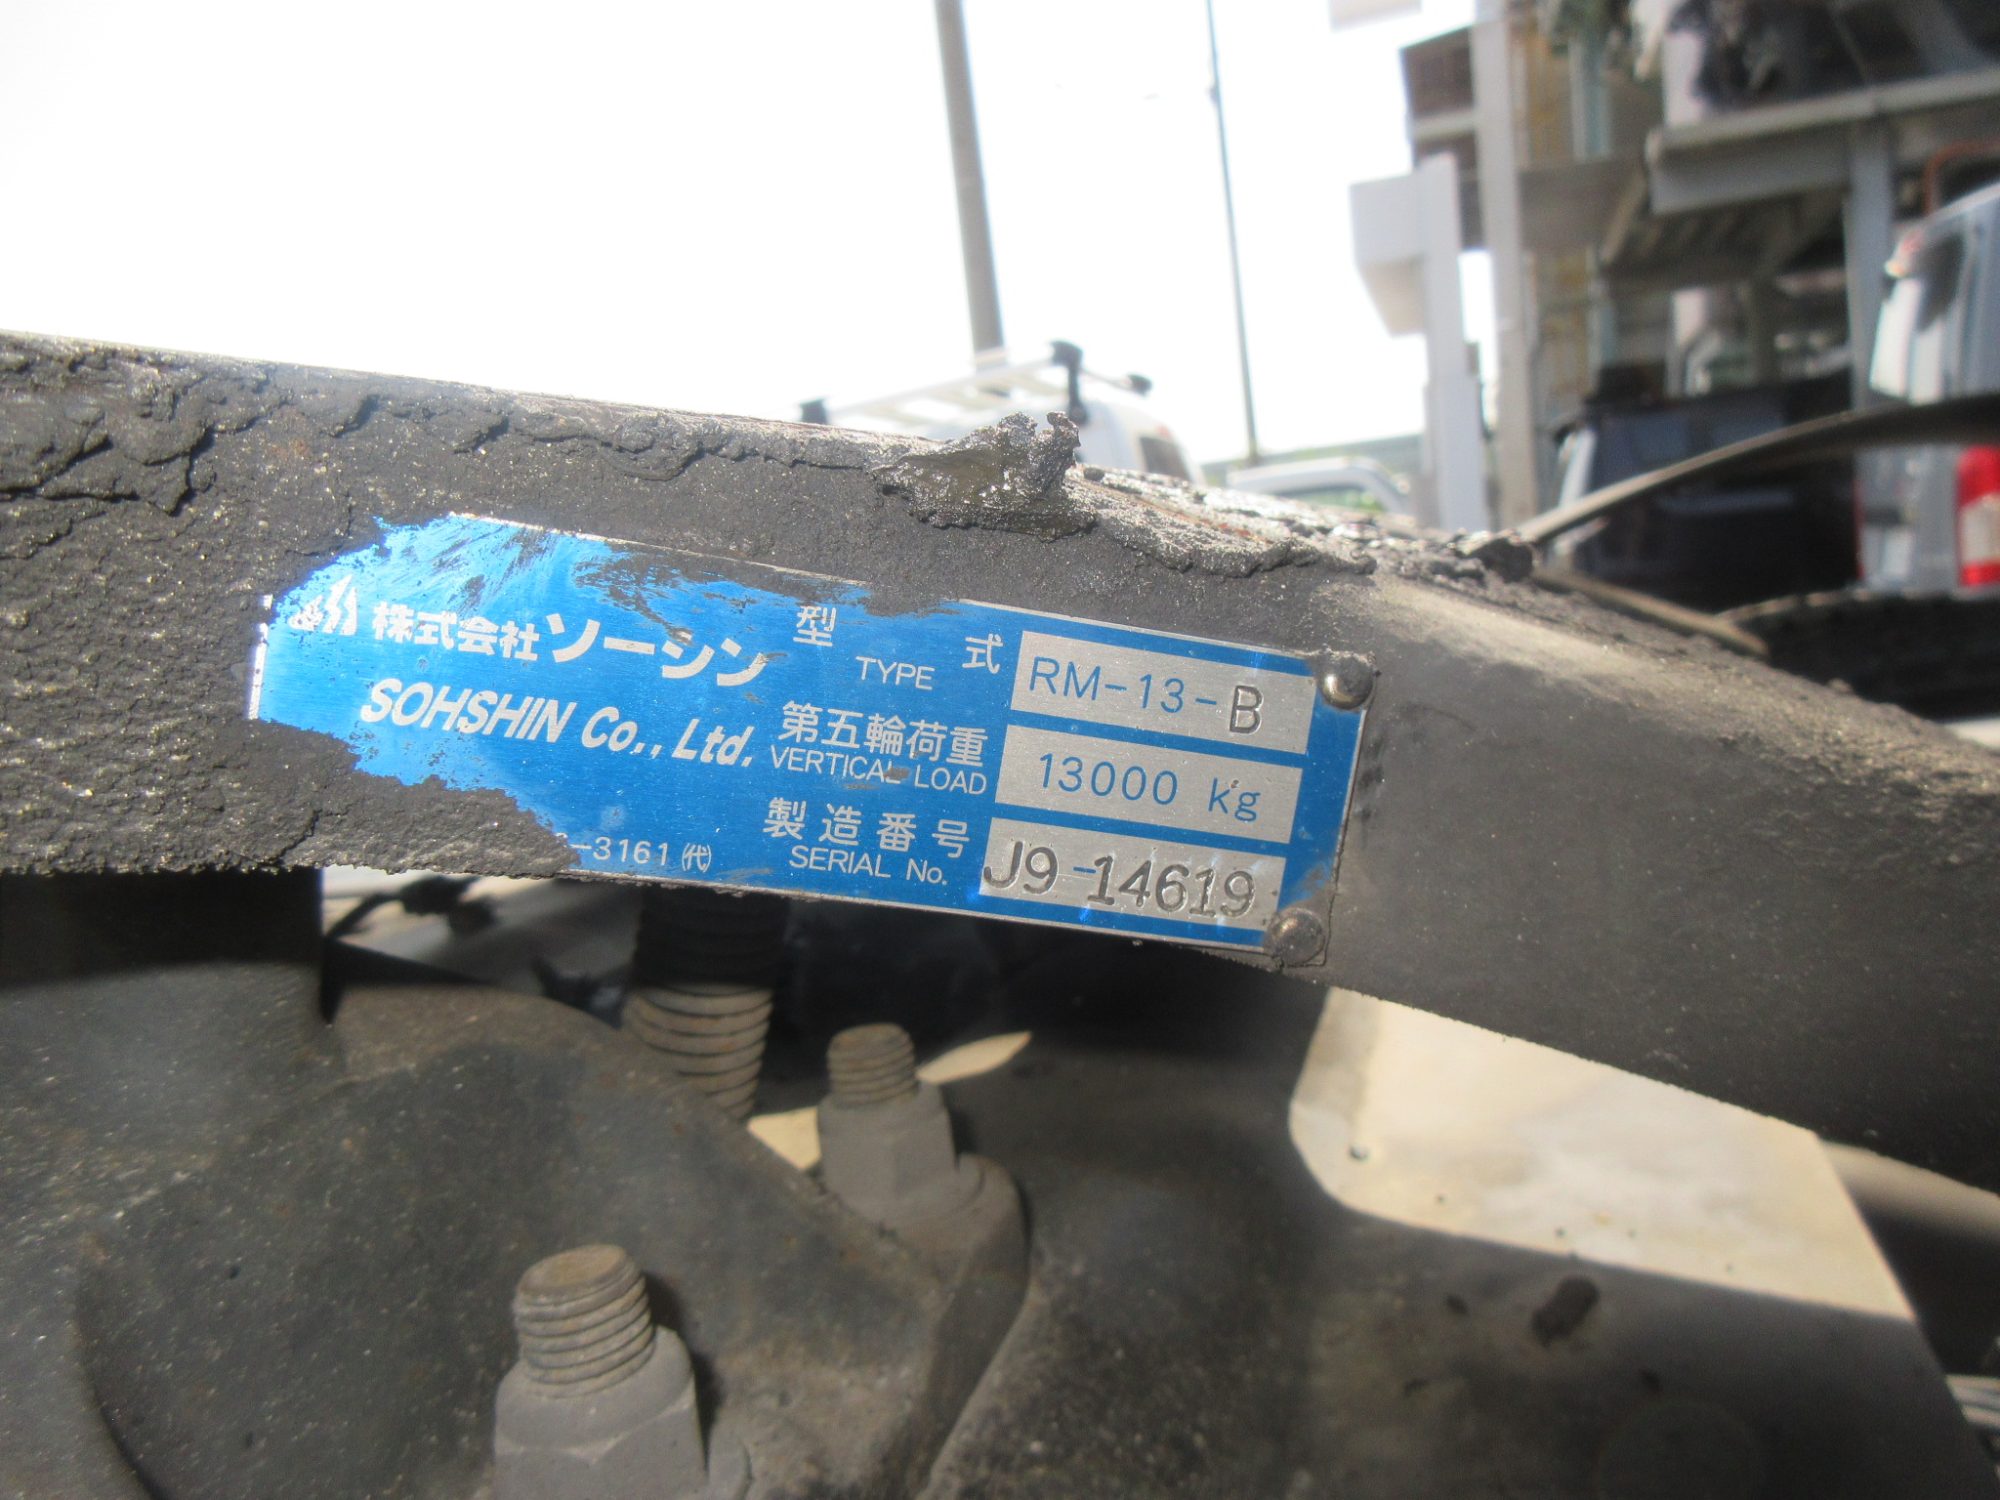 株式会社ソーシン
SOHSHIN Co., Ltd.
-3161 ㈹
型式 RM-13-B
TYPE
第五輪荷重 13000 kg
VERTICAL LOAD
製造番号 J9-14619
SERIAL No.